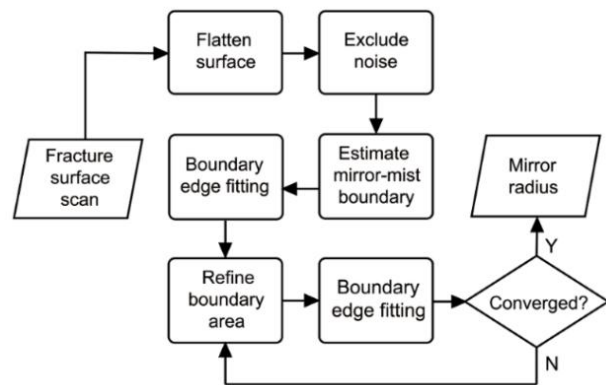 Fracture
surface
scan
Flatten
surface
Exclude
noise
Estimate
mirror-mist
boundary
Boundary
edge fitting
Refine
boundary
area
Boundary
edge fitting
Converged?
Y
N
Mirror
radius